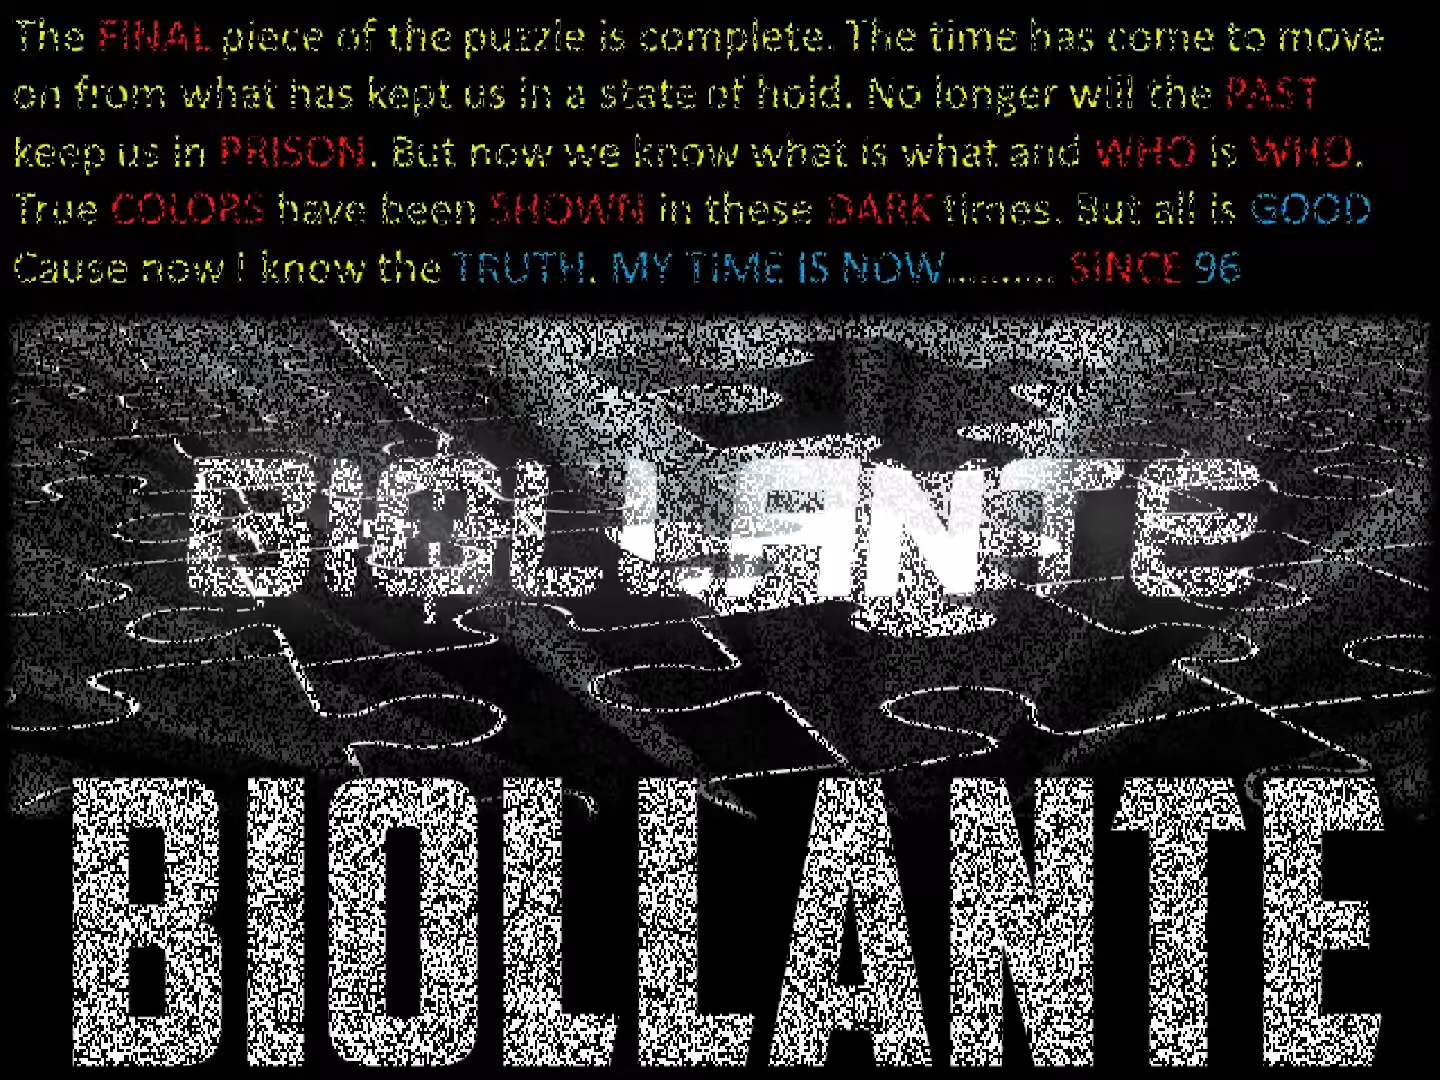 The FINAL piece of the puzzle is complete. The time has come to move
on from what has kept us in a state of hold. No longer will the PAST
keep us in PRISON. But now we know what is what and WHO is WHO.
True COLORS have been SHOWN in these DARK times. But all is GOOD
Cause now I know the TRUTH. MY TIME IS NOW........... SINCE 96
BIOLLANTE
BIOLLANTE